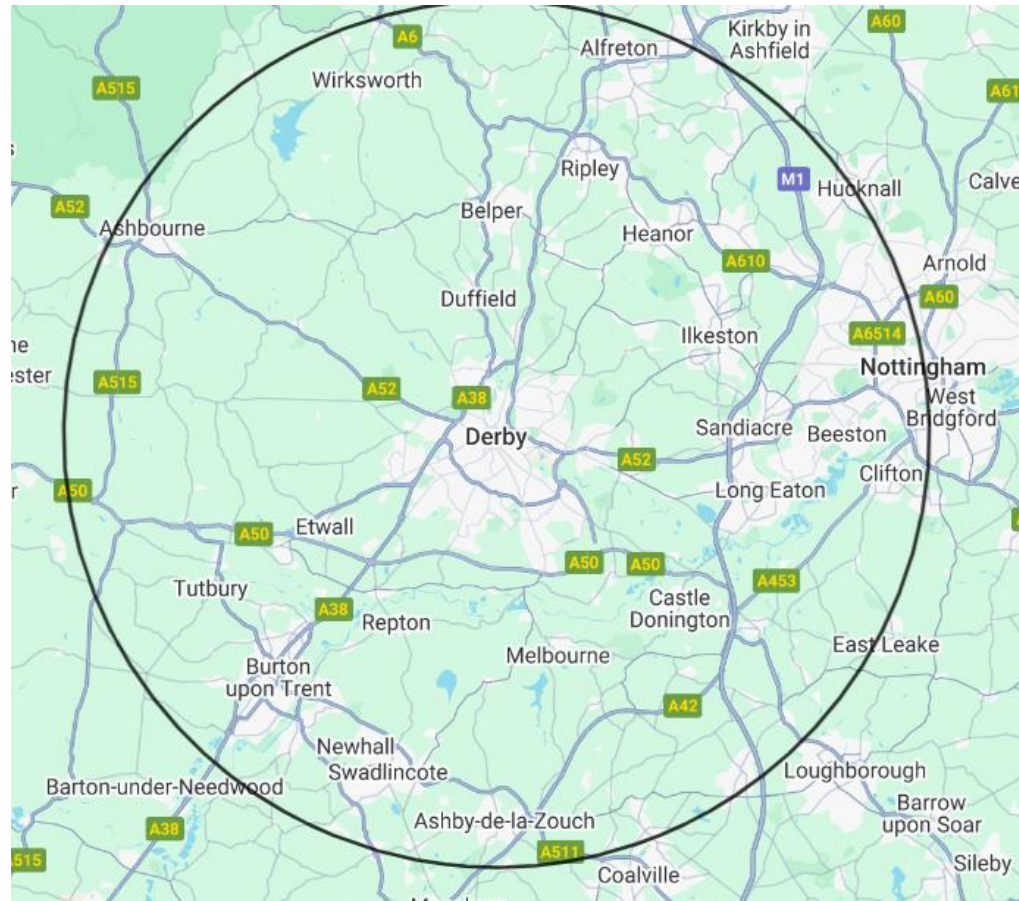 A6
Alfreton
Kirkby in
Ashfield
A60
Wirksworth
A515
A61
Ripley
M1
Hucknall
Calve
A52
Belper
Ashbourne
Heanor
A610
Arnold
Duffield
A60
Ilkeston
A6514
ne
ester
A515
A52
A38
Nottingham
West
Bridgford
Derby
Sandiacre
Beeston
A52
Clifton
A50
Long Eaton
Etwall
A50
A50
A50
Tutbury
A453
A38
Repton
Castle
Donington
Melbourne
East Leake
Burton
upon Trent
A42
Newhall
Swadlincote
Loughborough
Barton-under-Needwood
Barrow
upon Soar
A38
Ashby-de-la-Zouch
A515
A511
Coalville
Sileby